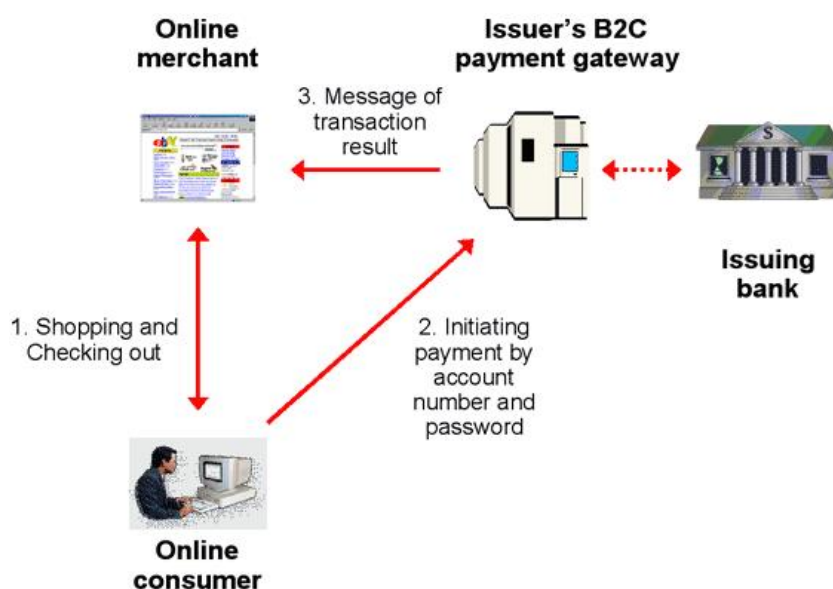 Online
merchant
Issuer's B2C
payment gateway
3. Message of
transaction
result
ebY
$
Issuing
bank
1. Shopping and
Checking out
2. Initiating
payment by
account
number and
password
Online
consumer